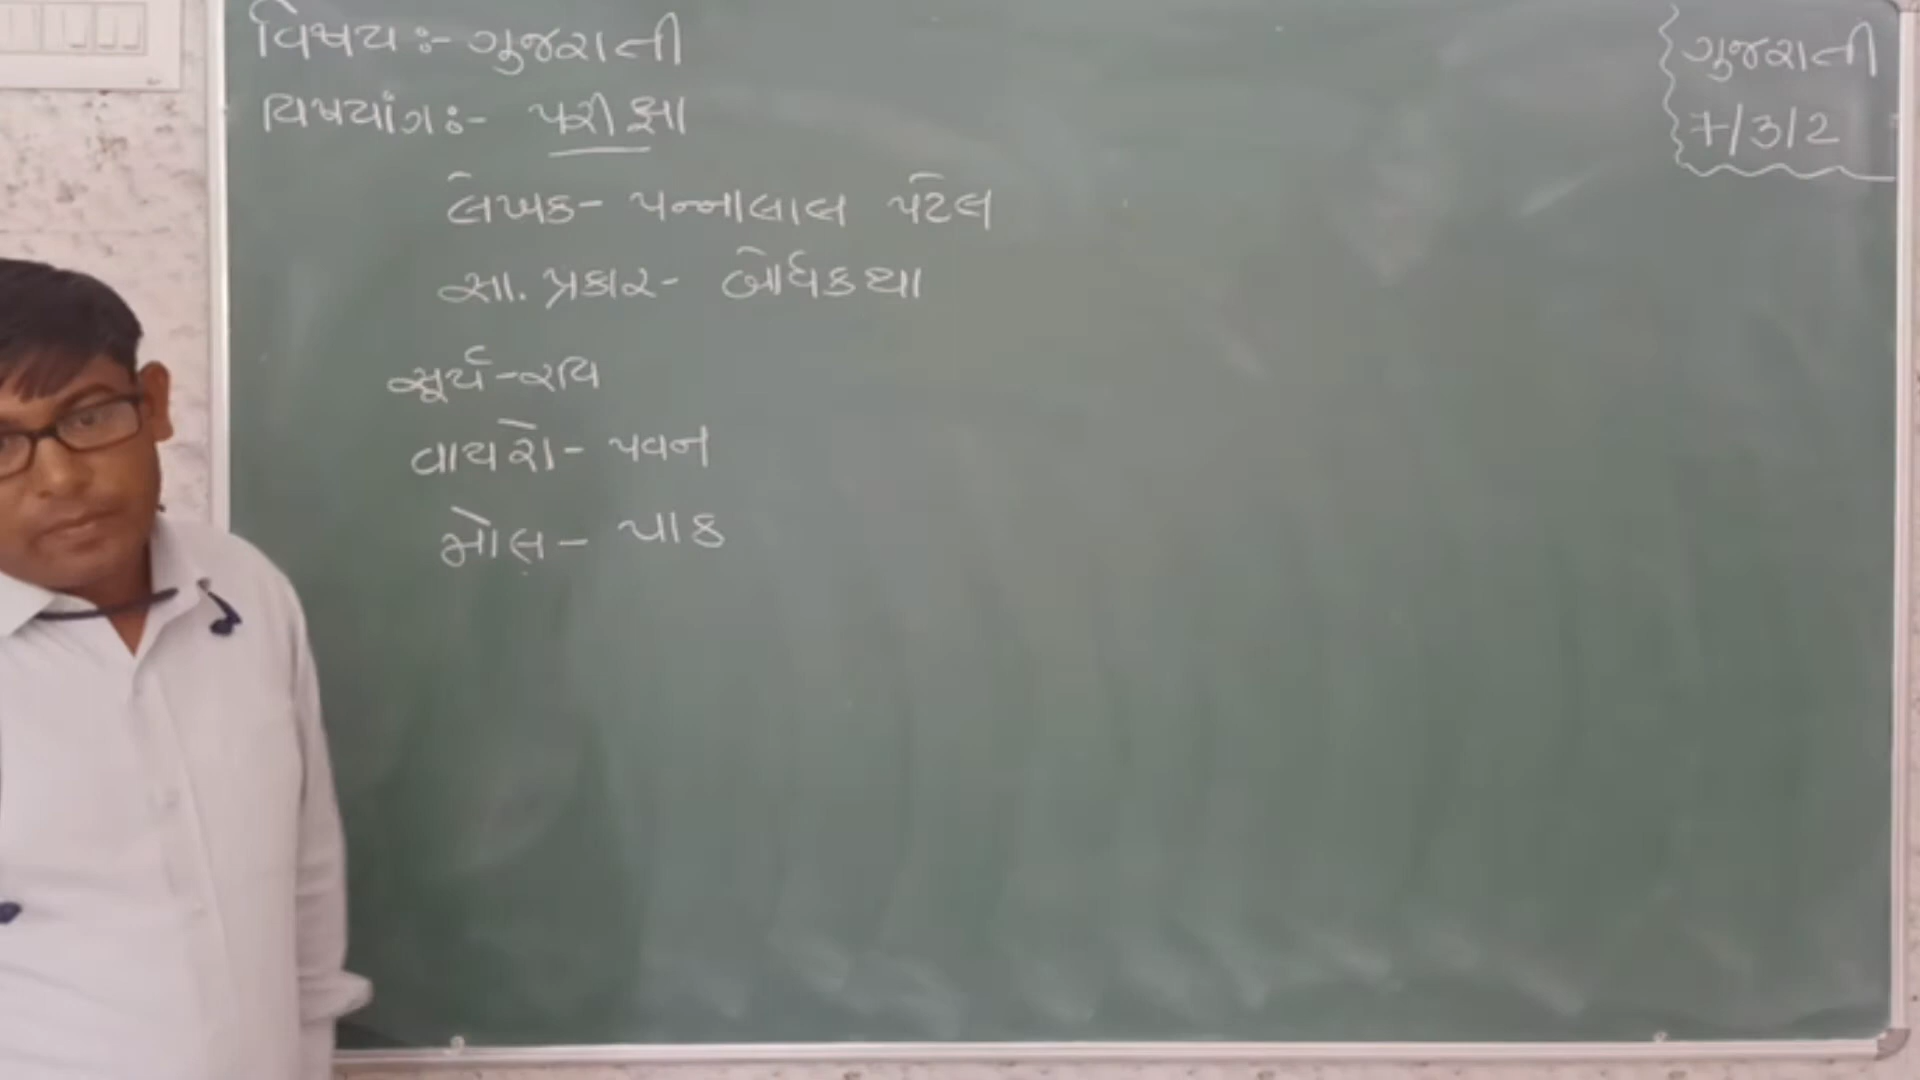 વિષય :- ગુજરાતી
વિષયાંગ :- પરીક્ષા
લેખક - પન્નાલાલ પટેલ
સા. પ્રકાર - બોધકથા
સૂર્ય - રવિ
વાયરો - પવન
મોલ - પાક
ગુજરાતી
7/3/2